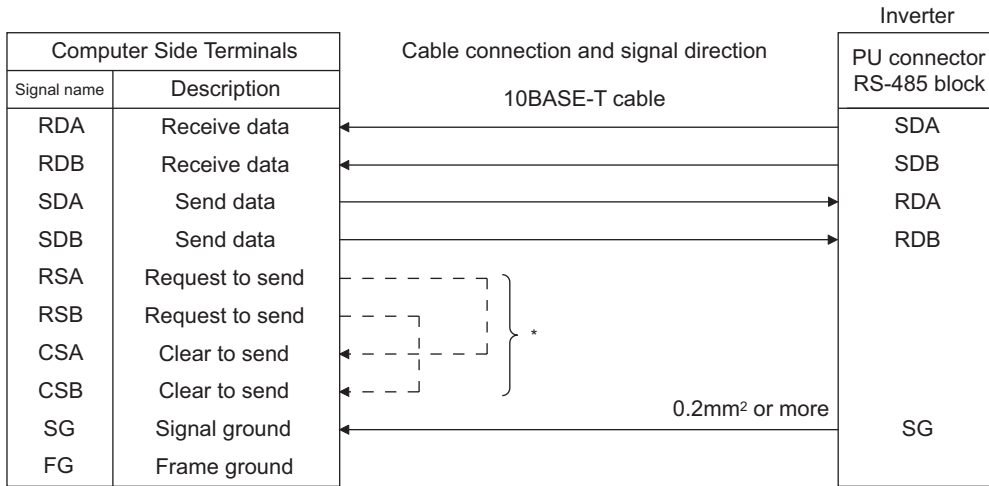 Inverter
Computer Side Terminals
Cable connection and signal direction
PU connector
RS-485 block
Signal name
Description
10BASE-T cable
RDA Receive data SDA
RDB Receive data SDB
SDA Send data RDA
SDB Send data RDB
RSA Request to send
RSB Request to send
*
CSA Clear to send
CSB Clear to send
0.2mm² or more
SG Signal ground SG
FG Frame ground